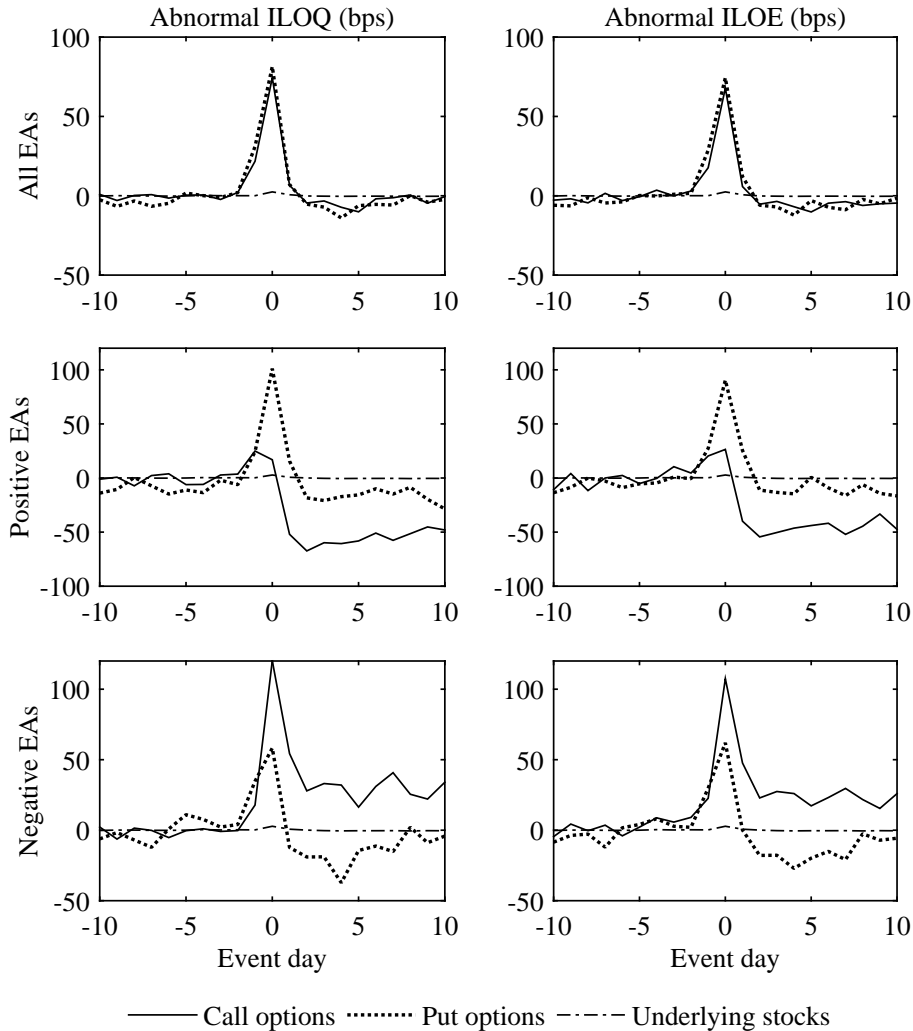 Abnormal ILOQ (bps)
Abnormal ILOE (bps)
All EAs
100
50
0
-50
-10 -5 0 5 10
100
50
0
-50
-10 -5 0 5 10
Positive EAs
100
50
0
-50
-100
-10 -5 0 5 10
100
50
0
-50
-100
-10 -5 0 5 10
Negative EAs
100
50
0
-50
-10 -5 0 5 10
Event day
100
50
0
-50
-10 -5 0 5 10
Event day
Call options Put options Underlying stocks